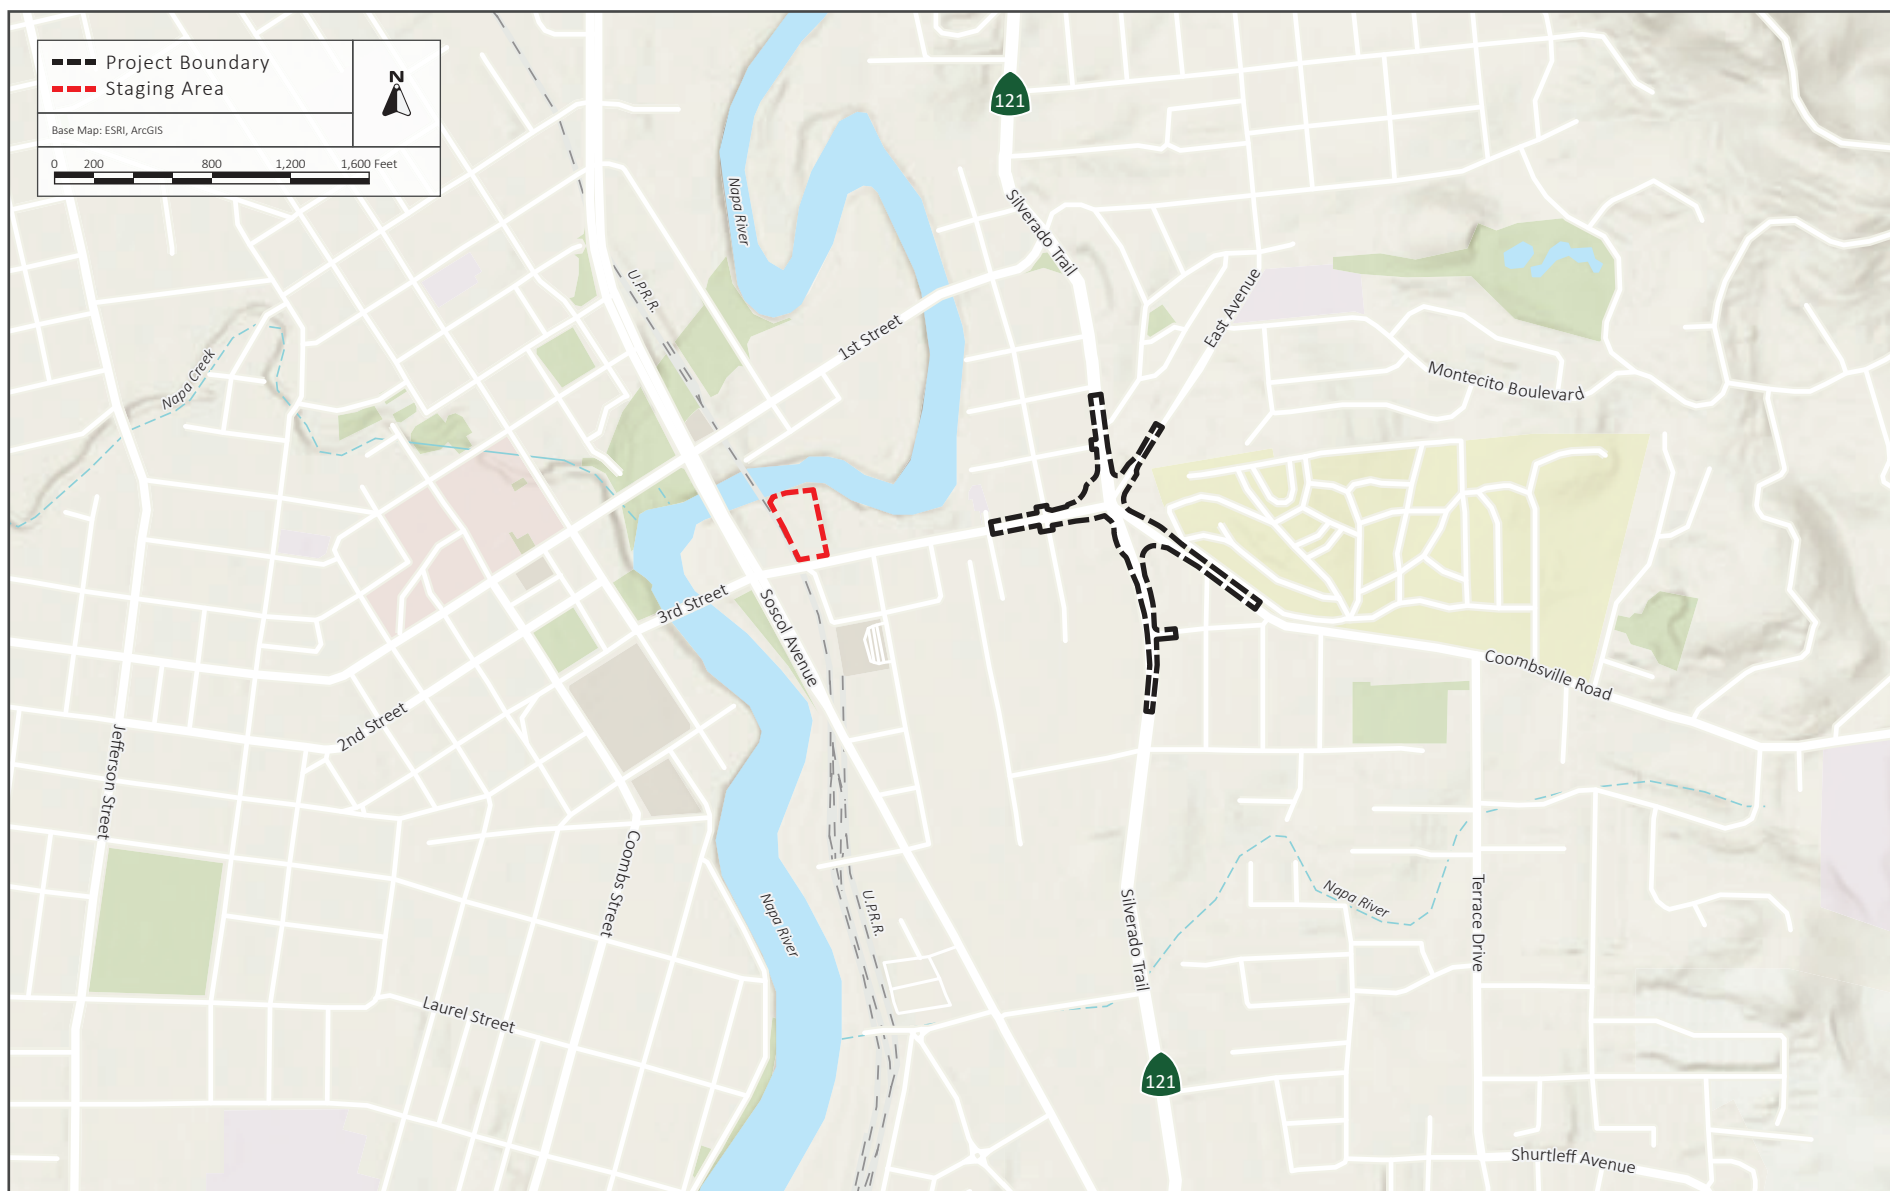 Project Boundary
Staging Area
N
Base Map: ESRI, ArcGIS
0 200 800 1,200 1,600 Feet
121
Napa River
Silverado Trail
U.P.R.R.
East Avenue
1st Street
Napa Creek
Montecito Boulevard
3rd Street
Soscol Avenue
Coombsville Road
2nd Street
Jefferson Street
Coombs Street
Napa River
U.P.R.R.
Silverado Trail
Napa River
Terrace Drive
Laurel Street
121
Shurtleff Avenue